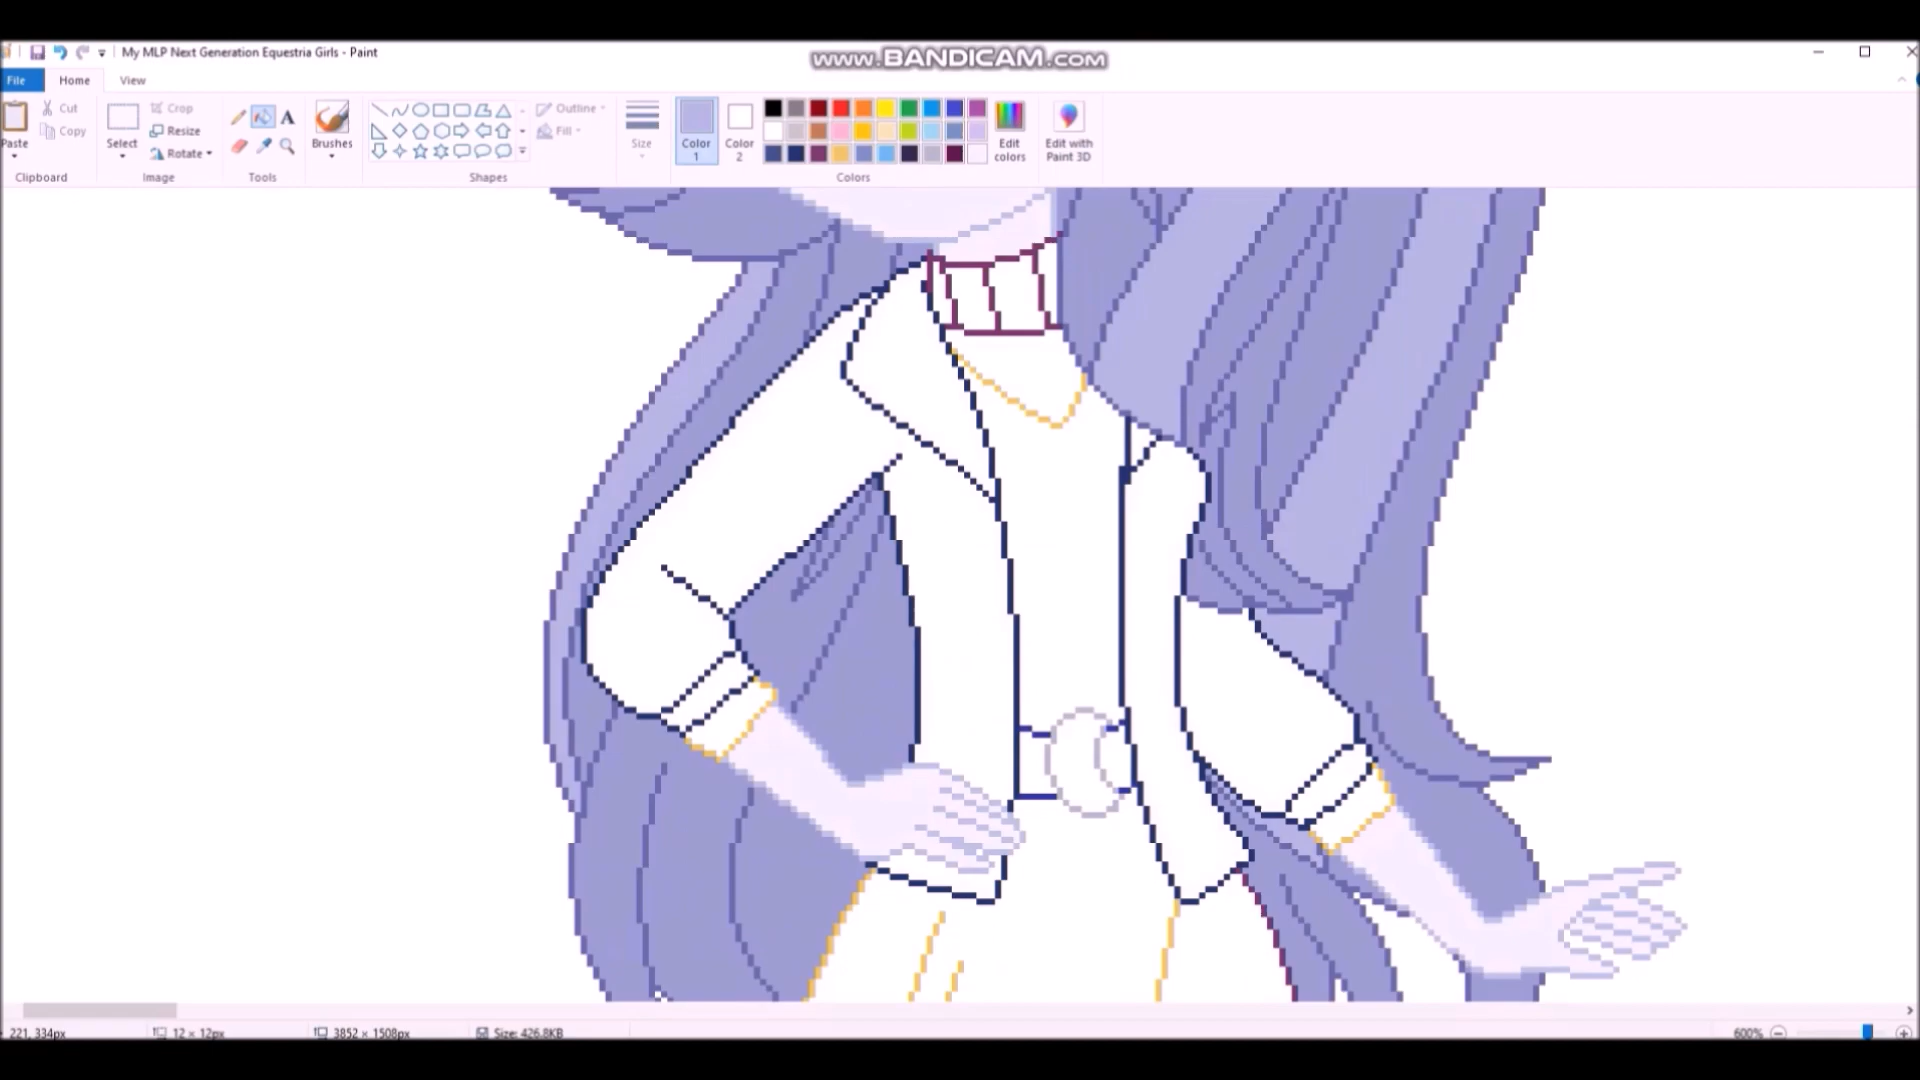 My MLP Next Generation Equestria Girls - Paint
www.BANDICAM.com
File Home View
Paste
Cut
Copy
Clipboard
Select
Crop
Resize
Rotate
Image
A
Tools
Brushes
Outline
Fill
Shapes
Size
Color 1
Color 2
Colors
Edit colors
Edit with Paint 3D
221, 334px
12 × 12px
3852 × 1508px
Size: 426.8KB
600%